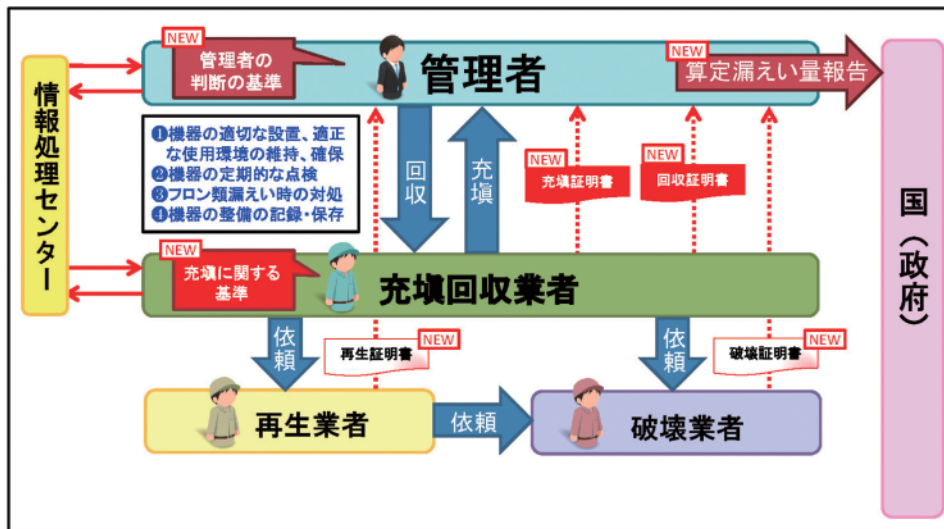 情報処理センター
NEW
管理者の
判断の基準
管理者
NEW
算定漏えい量報告
国（政府）
❶機器の適切な設置、適正
な使用環境の維持、確保
❷機器の定期的な点検
❸フロン類漏えい時の対処
❹機器の整備の記録・保存
回収
充塡
NEW
充塡証明書
NEW
回収証明書
NEW
充塡に関する
基準
充塡回収業者
依頼
再生証明書
NEW
依頼
破壊証明書
NEW
再生業者
依頼
破壊業者